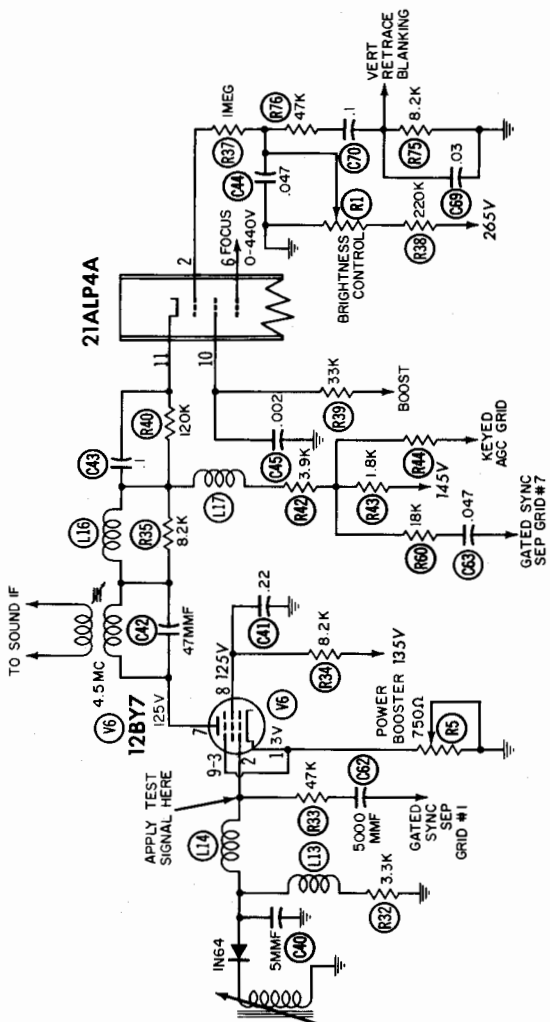 TO SOUND IF
4.5 MC
V6
12BY7
125V
7
APPLY TEST
SIGNAL HERE
9-3
2
1
.3V
8
125V
V6
L14
1N64
5MMF
C40
L13
3.3K
R32
47K
R33
C62
5000
MMF
GATED
SYNC
SEP
GRID #1
POWER
BOOSTER
750Ω
R5
C41
.22
8.2K
R34
135V
C42
47MMF
L16
R35
8.2K
C43
.1
R40
120K
L17
R42
3.9K
R43
1.8K
145V
R44
KEYED
AGC GRID
18K
R60
.047
C63
GATED SYNC
SEP GRID #7
21ALP4A
11
10
2
6
FOCUS
0-440V
C45
.002
33K
R39
BOOST
1MEG
R37
C44
.047
R76
47K
C70
.1
R1
BRIGHTNESS
CONTROL
220K
R38
265V
VERT
RETRACE
BLANKING
8.2K
R75
C69
.03